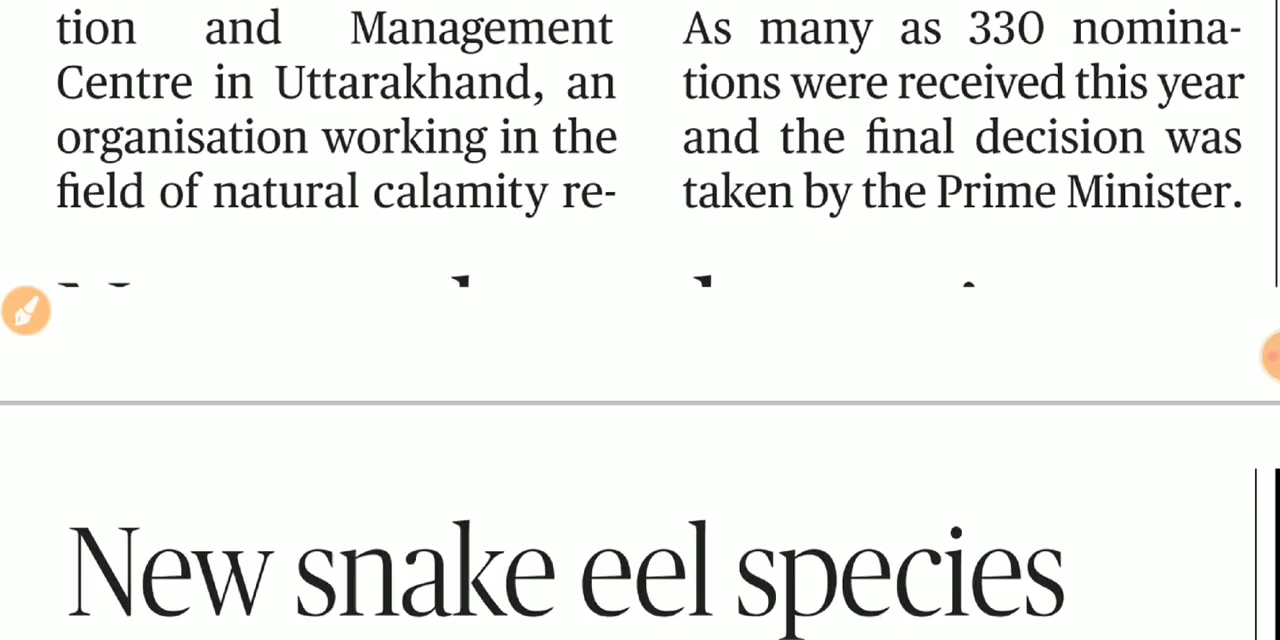 tion and Management
Centre in Uttarakhand, an
organisation working in the
field of natural calamity re-
As many as 330 nomina-
tions were received this year
and the final decision was
taken by the Prime Minister.
New snake eel species